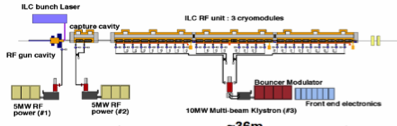 ILC bunch Laser
capture cavity
ILC RF unit : 3 cryomodules
RF gun cavity
5MW RF
power (#1)
5MW RF
power (#2)
10MW Multi-beam Klystron (#3)
Bouncer Modulator
Front end electronics
~36m